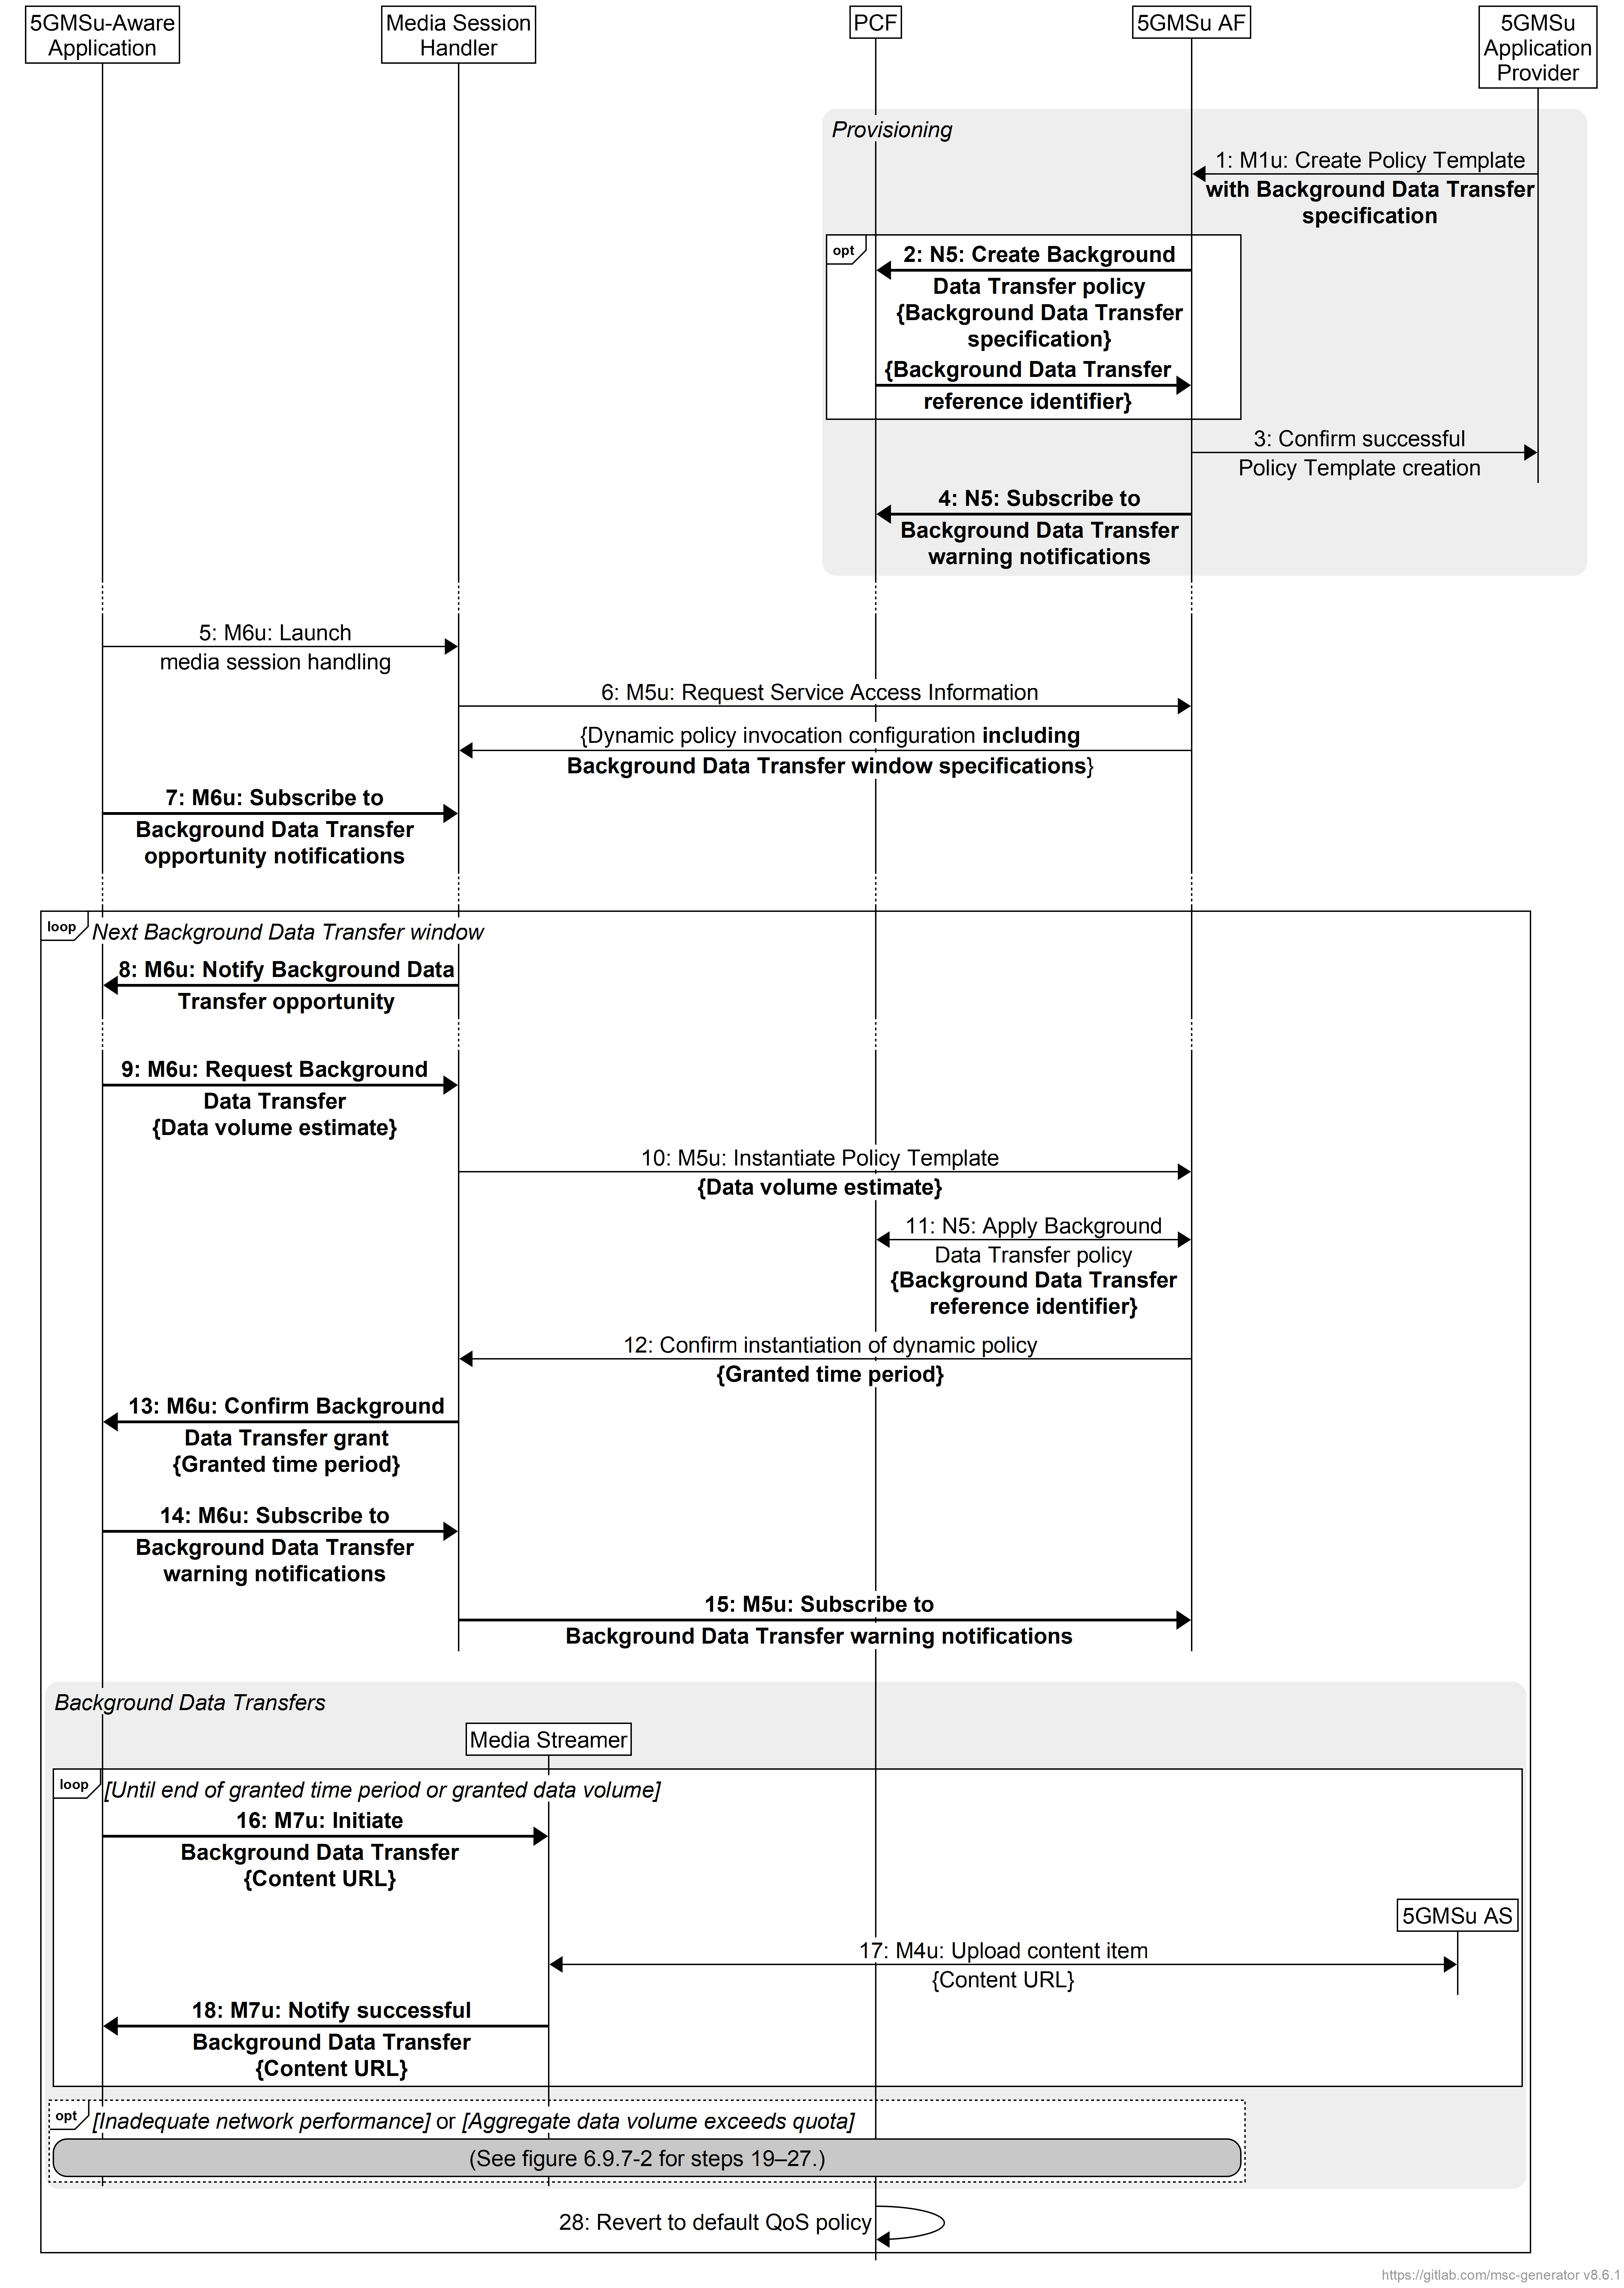 5GMSu-Aware
Application
Media Session
Handler
PCF
5GMSu AF
5GMSu
Application
Provider
Provisioning
1: M1u: Create Policy Template
with Background Data Transfer
specification
opt
2: N5: Create Background
Data Transfer policy
{Background Data Transfer
specification}
{Background Data Transfer
reference identifier}
3: Confirm successful
Policy Template creation
4: N5: Subscribe to
Background Data Transfer
warning notifications
5: M6u: Launch
media session handling
6: M5u: Request Service Access Information
{Dynamic policy invocation configuration including
Background Data Transfer window specifications}
7: M6u: Subscribe to
Background Data Transfer
opportunity notifications
loop
Next Background Data Transfer window
8: M6u: Notify Background Data
Transfer opportunity
9: M6u: Request Background
Data Transfer
{Data volume estimate}
10: M5u: Instantiate Policy Template
{Data volume estimate}
11: N5: Apply Background
Data Transfer policy
{Background Data Transfer
reference identifier}
12: Confirm instantiation of dynamic policy
{Granted time period}
13: M6u: Confirm Background
Data Transfer grant
{Granted time period}
14: M6u: Subscribe to
Background Data Transfer
warning notifications
15: M5u: Subscribe to
Background Data Transfer warning notifications
Background Data Transfers
Media Streamer
loop
[Until end of granted time period or granted data volume]
16: M7u: Initiate
Background Data Transfer
{Content URL}
5GMSu AS
17: M4u: Upload content item
{Content URL}
18: M7u: Notify successful
Background Data Transfer
{Content URL}
opt
[Inadequate network performance] or [Aggregate data volume exceeds quota]
(See figure 6.9.7-2 for steps 19–27.)
28: Revert to default QoS policy
https://gitlab.com/msc-generator v8.6.1